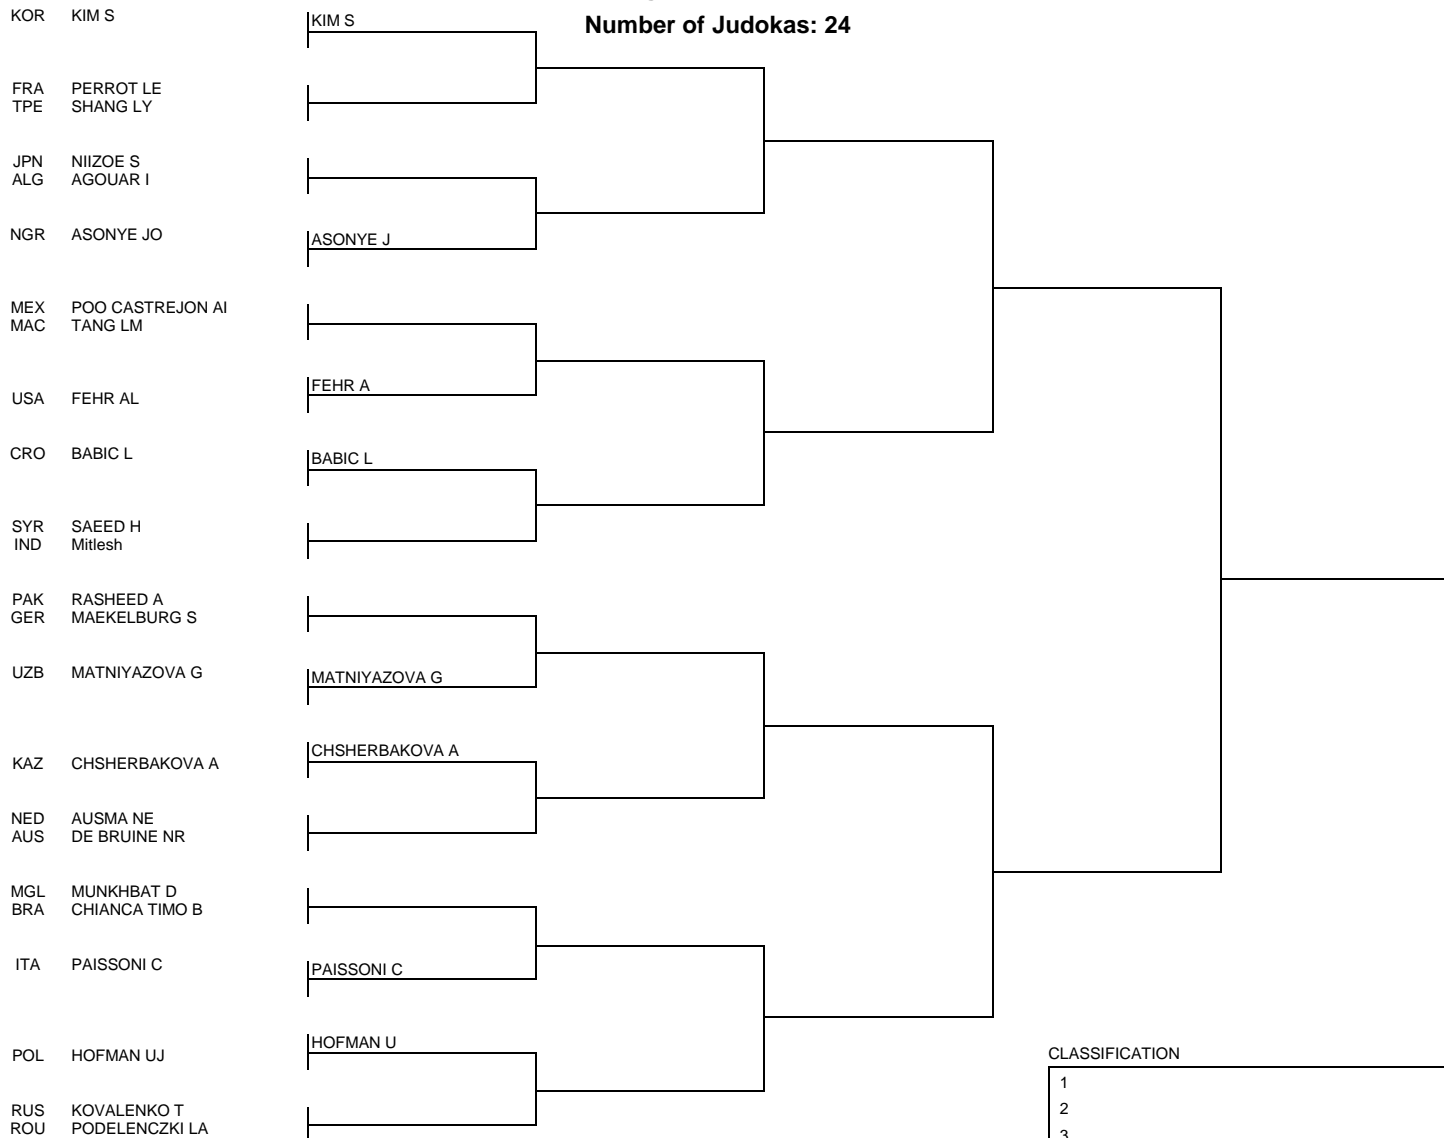 Number of Judokas: 24
KOR KIM S KIM S
FRA PERROT LE
TPE SHANG LY
JPN NIIZOE S
ALG AGOUAR I
NGR ASONYE JO ASONYE J
MEX POO CASTREJON AI
MAC TANG LM
USA FEHR AL FEHR A
CRO BABIC L BABIC L
SYR SAEED H
IND Mitlesh
PAK RASHEED A
GER MAEKELBURG S
UZB MATNIYAZOVA G MATNIYAZOVA G
KAZ CHSHERBAKOVA A CHSHERBAKOVA A
NED AUSMA NE
AUS DE BRUINE NR
MGL MUNKHBAT D
BRA CHIANCA TIMO B
ITA PAISSONI C PAISSONI C
POL HOFMAN UJ HOFMAN U
RUS KOVALENKO T
ROU PODELENCZKI LA
CLASSIFICATION
1
2
3